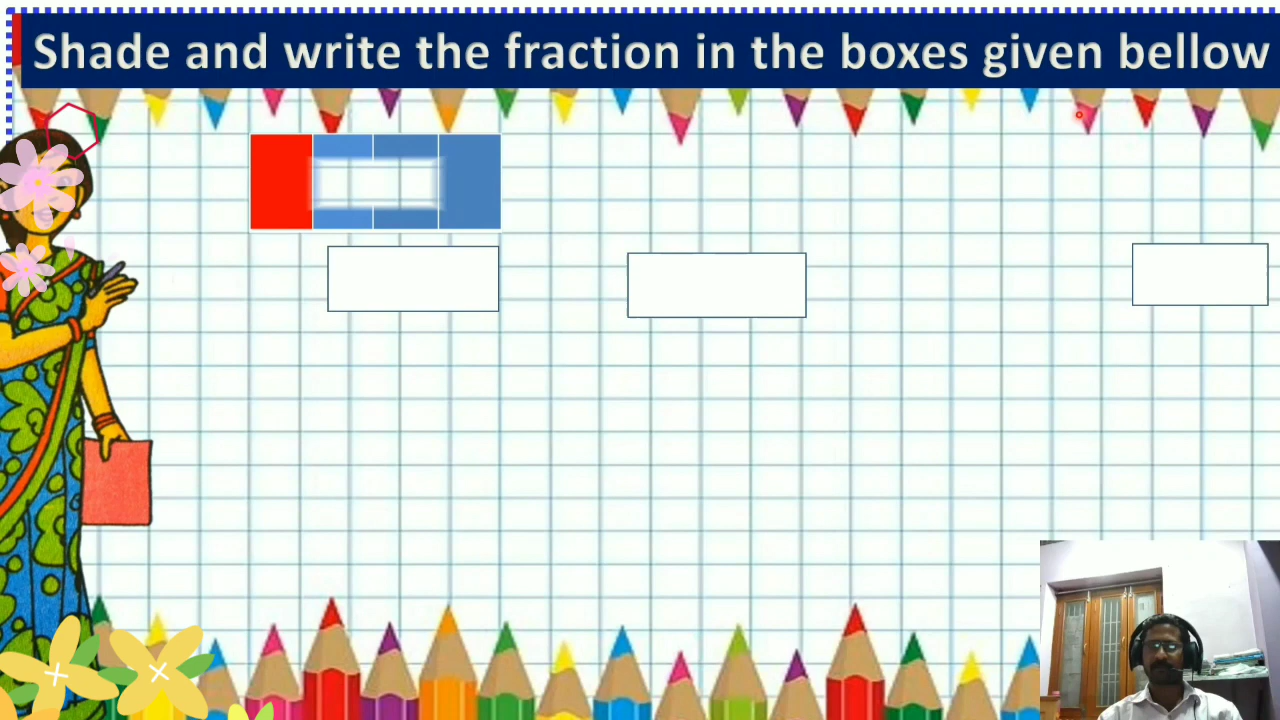 Shade and write the fraction in the boxes given bellow